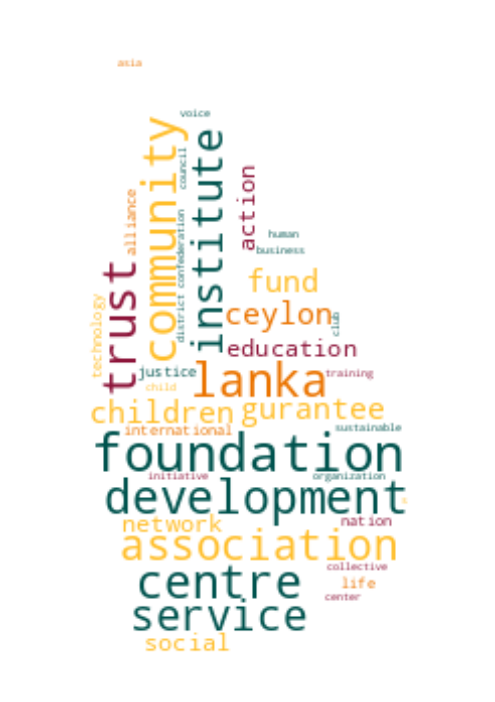 asia
voice
community
institute
council
action
alliance
district
confederation
human
business
trust
fund
technology
ceylon
club
education
justice
lanka
training
child
children
gurantee
international
sustainable
foundation
initiative
organization
development
network
nation
association
collective
centre
life
center
service
social